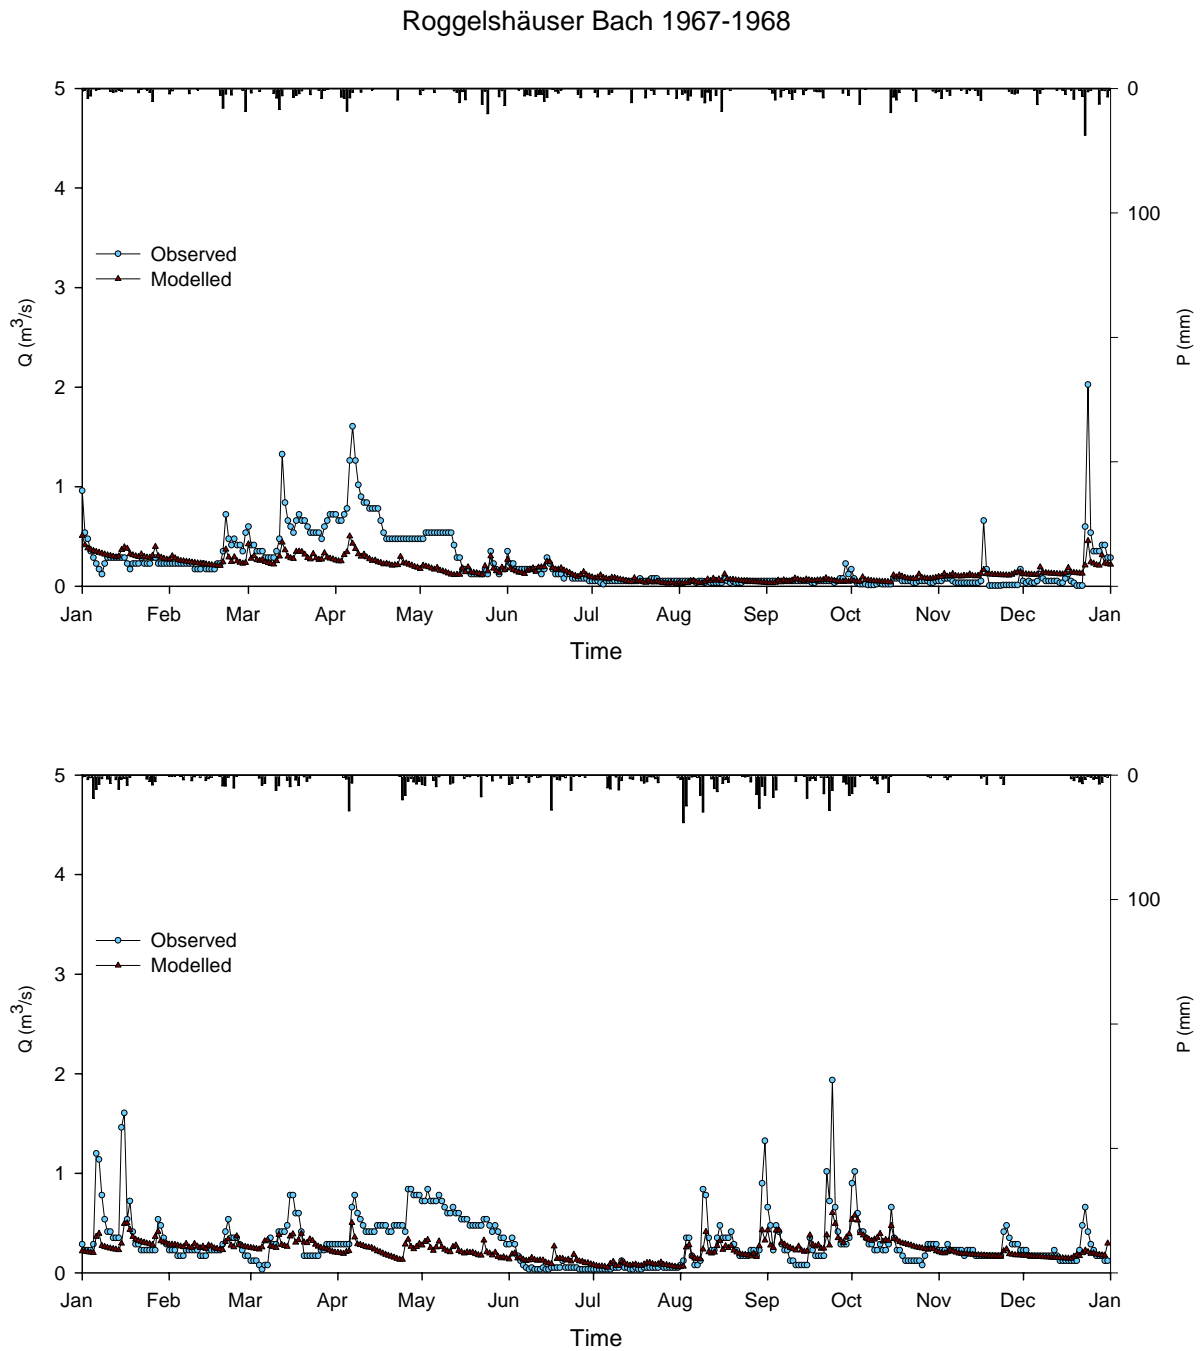 Roggelshäuser Bach 1967-1968
5
4
3
2
1
0
0
100
Q (m³/s)
P (mm)
Observed
Modelled
Jan Feb Mar Apr May Jun Jul Aug Sep Oct Nov Dec Jan
Time
5
4
3
2
1
0
0
100
Q (m³/s)
P (mm)
Observed
Modelled
Jan Feb Mar Apr May Jun Jul Aug Sep Oct Nov Dec Jan
Time